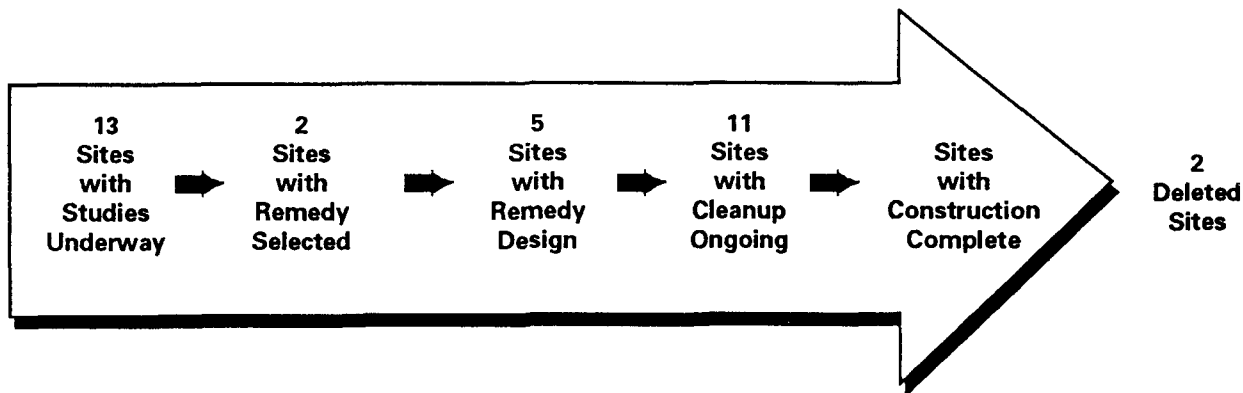 13
Sites
with
Studies
Underway
2
Sites
with
Remedy
Selected
5
Sites
with
Remedy
Design
11
Sites
with
Cleanup
Ongoing
Sites
with
Construction
Complete
2
Deleted
Sites